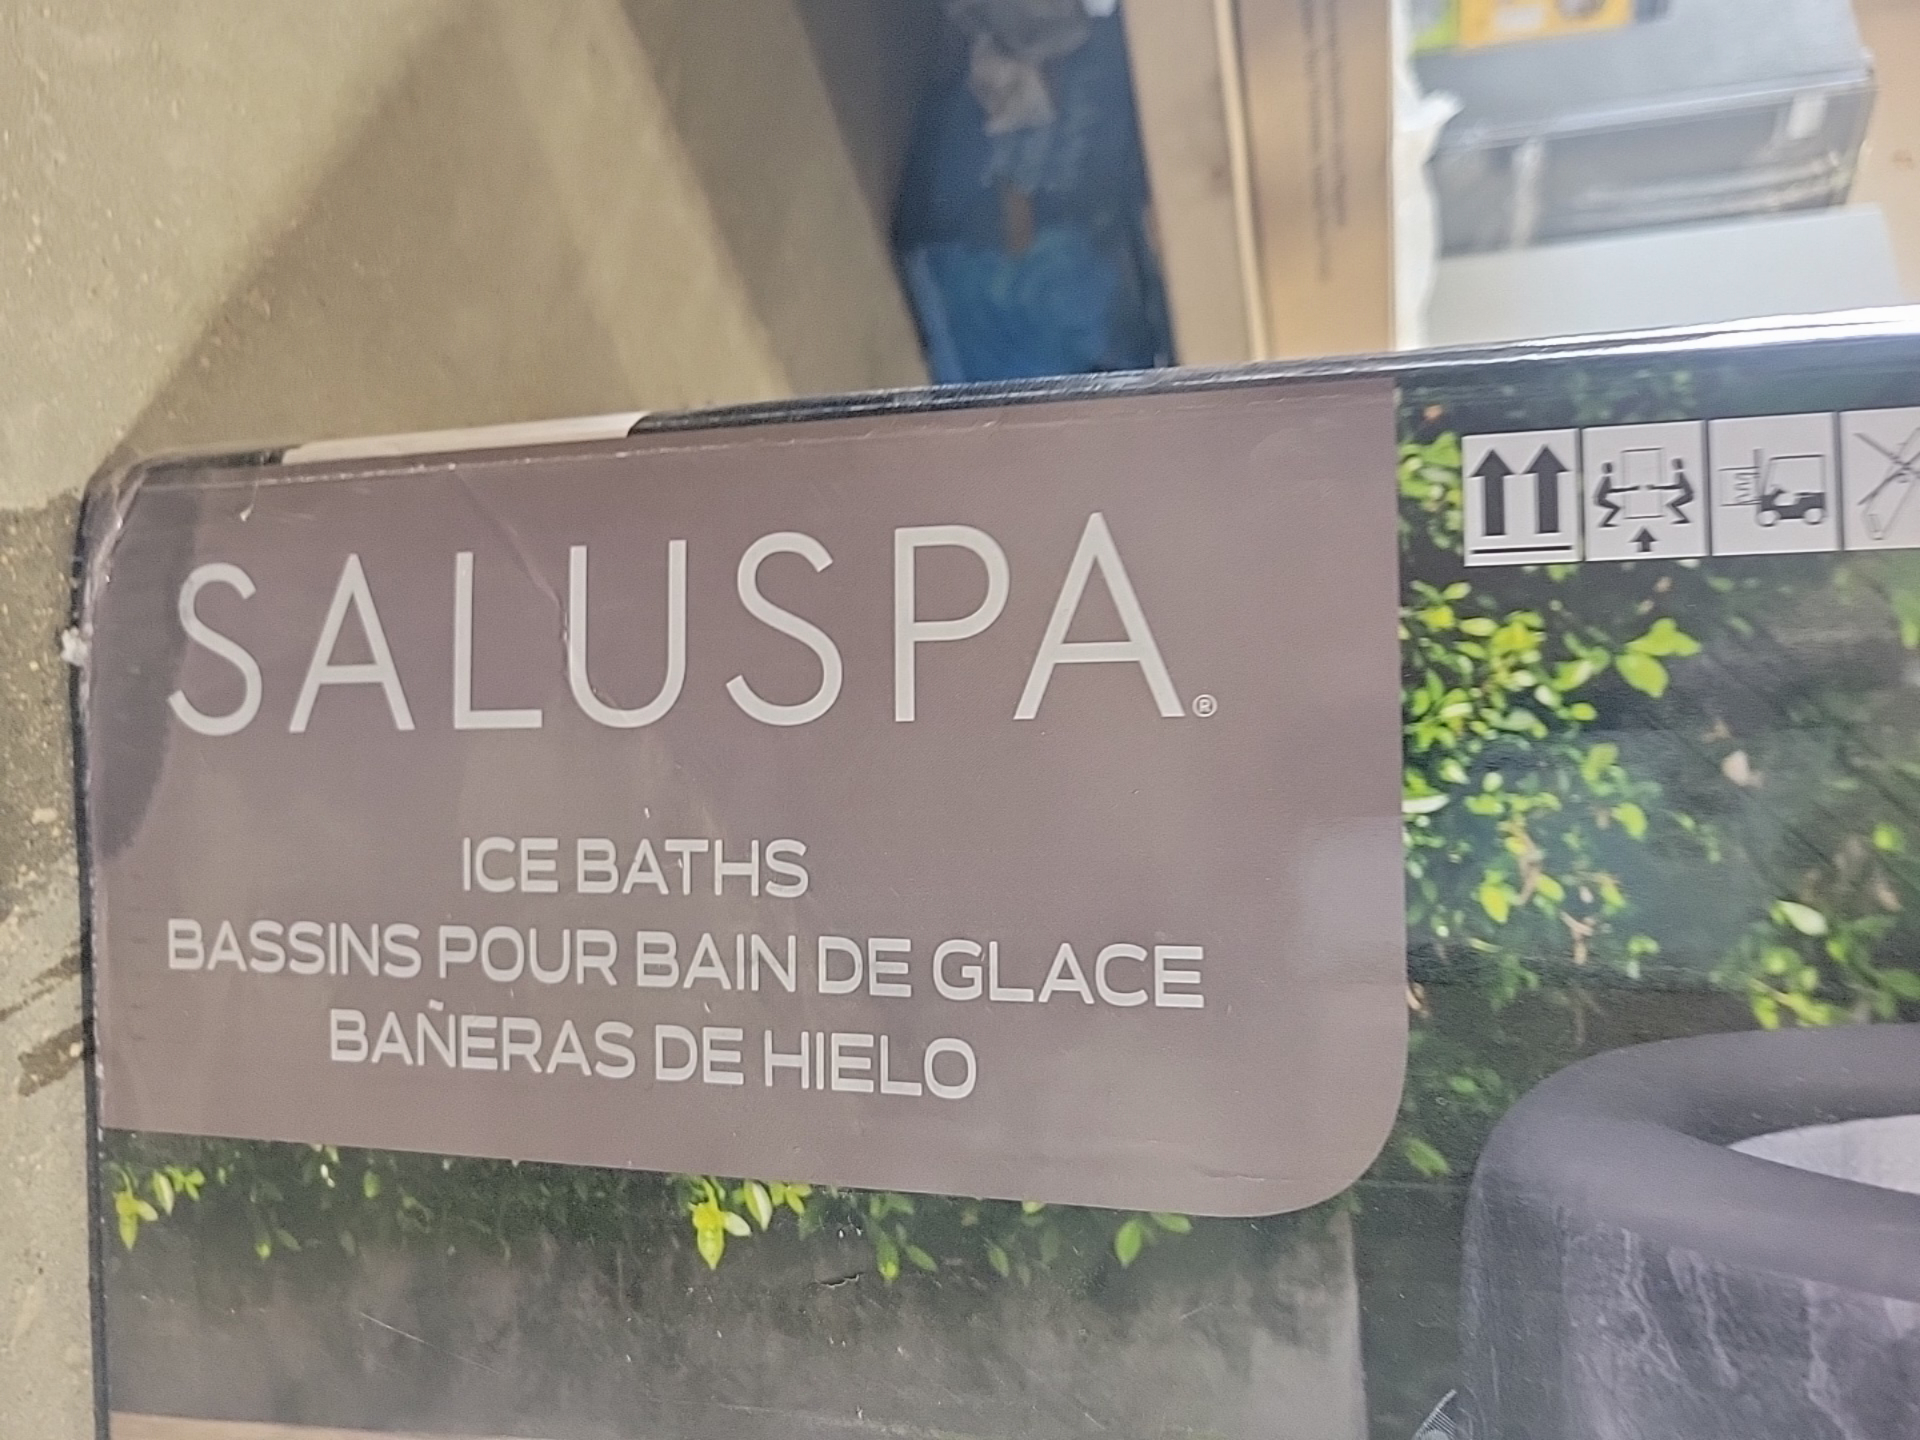 SALUSPA®
ICE BATHS
BASSINS POUR BAIN DE GLACE
BAÑERAS DE HIELO